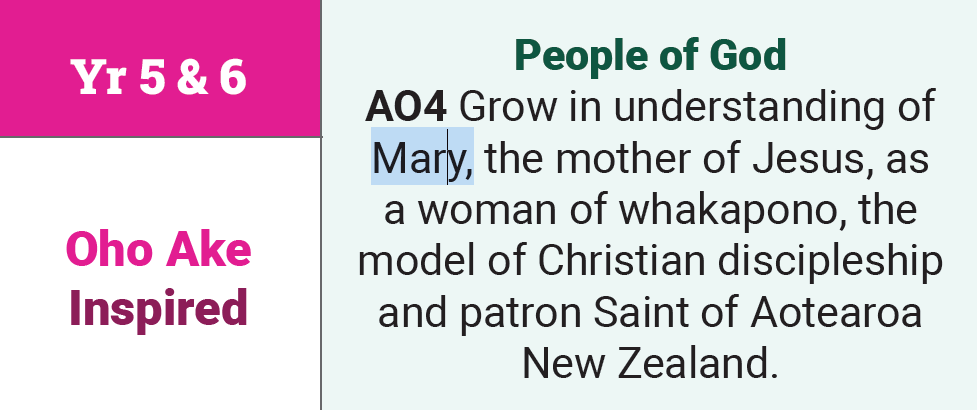 Yr 5 & 6
Oho Ake
Inspired
People of God
AO4 Grow in understanding of
Mary, the mother of Jesus, as
a woman of whakapono, the
model of Christian discipleship
and patron Saint of Aotearoa
New Zealand.